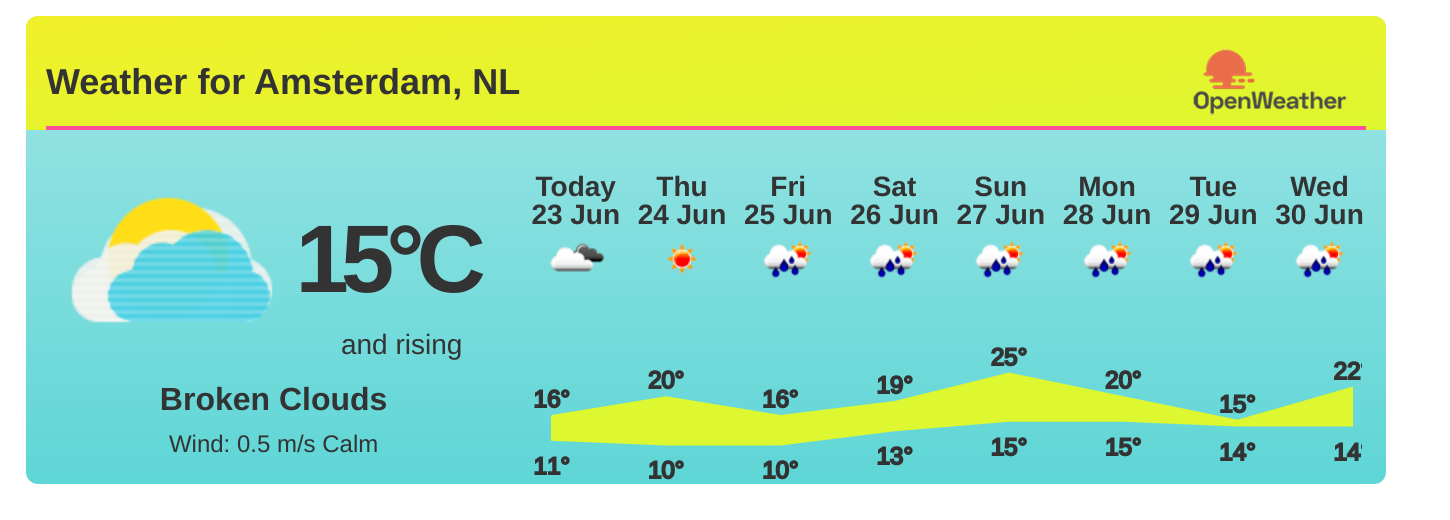 Weather for Amsterdam, NL
OpenWeather
15°C
and rising
Broken Clouds
Wind: 0.5 m/s Calm
Today Thu Fri Sat Sun Mon Tue Wed
23 Jun 24 Jun 25 Jun 26 Jun 27 Jun 28 Jun 29 Jun 30 Jun
16° 20° 16° 19° 25° 20° 15° 22°
11° 10° 10° 13° 15° 15° 14° 14°